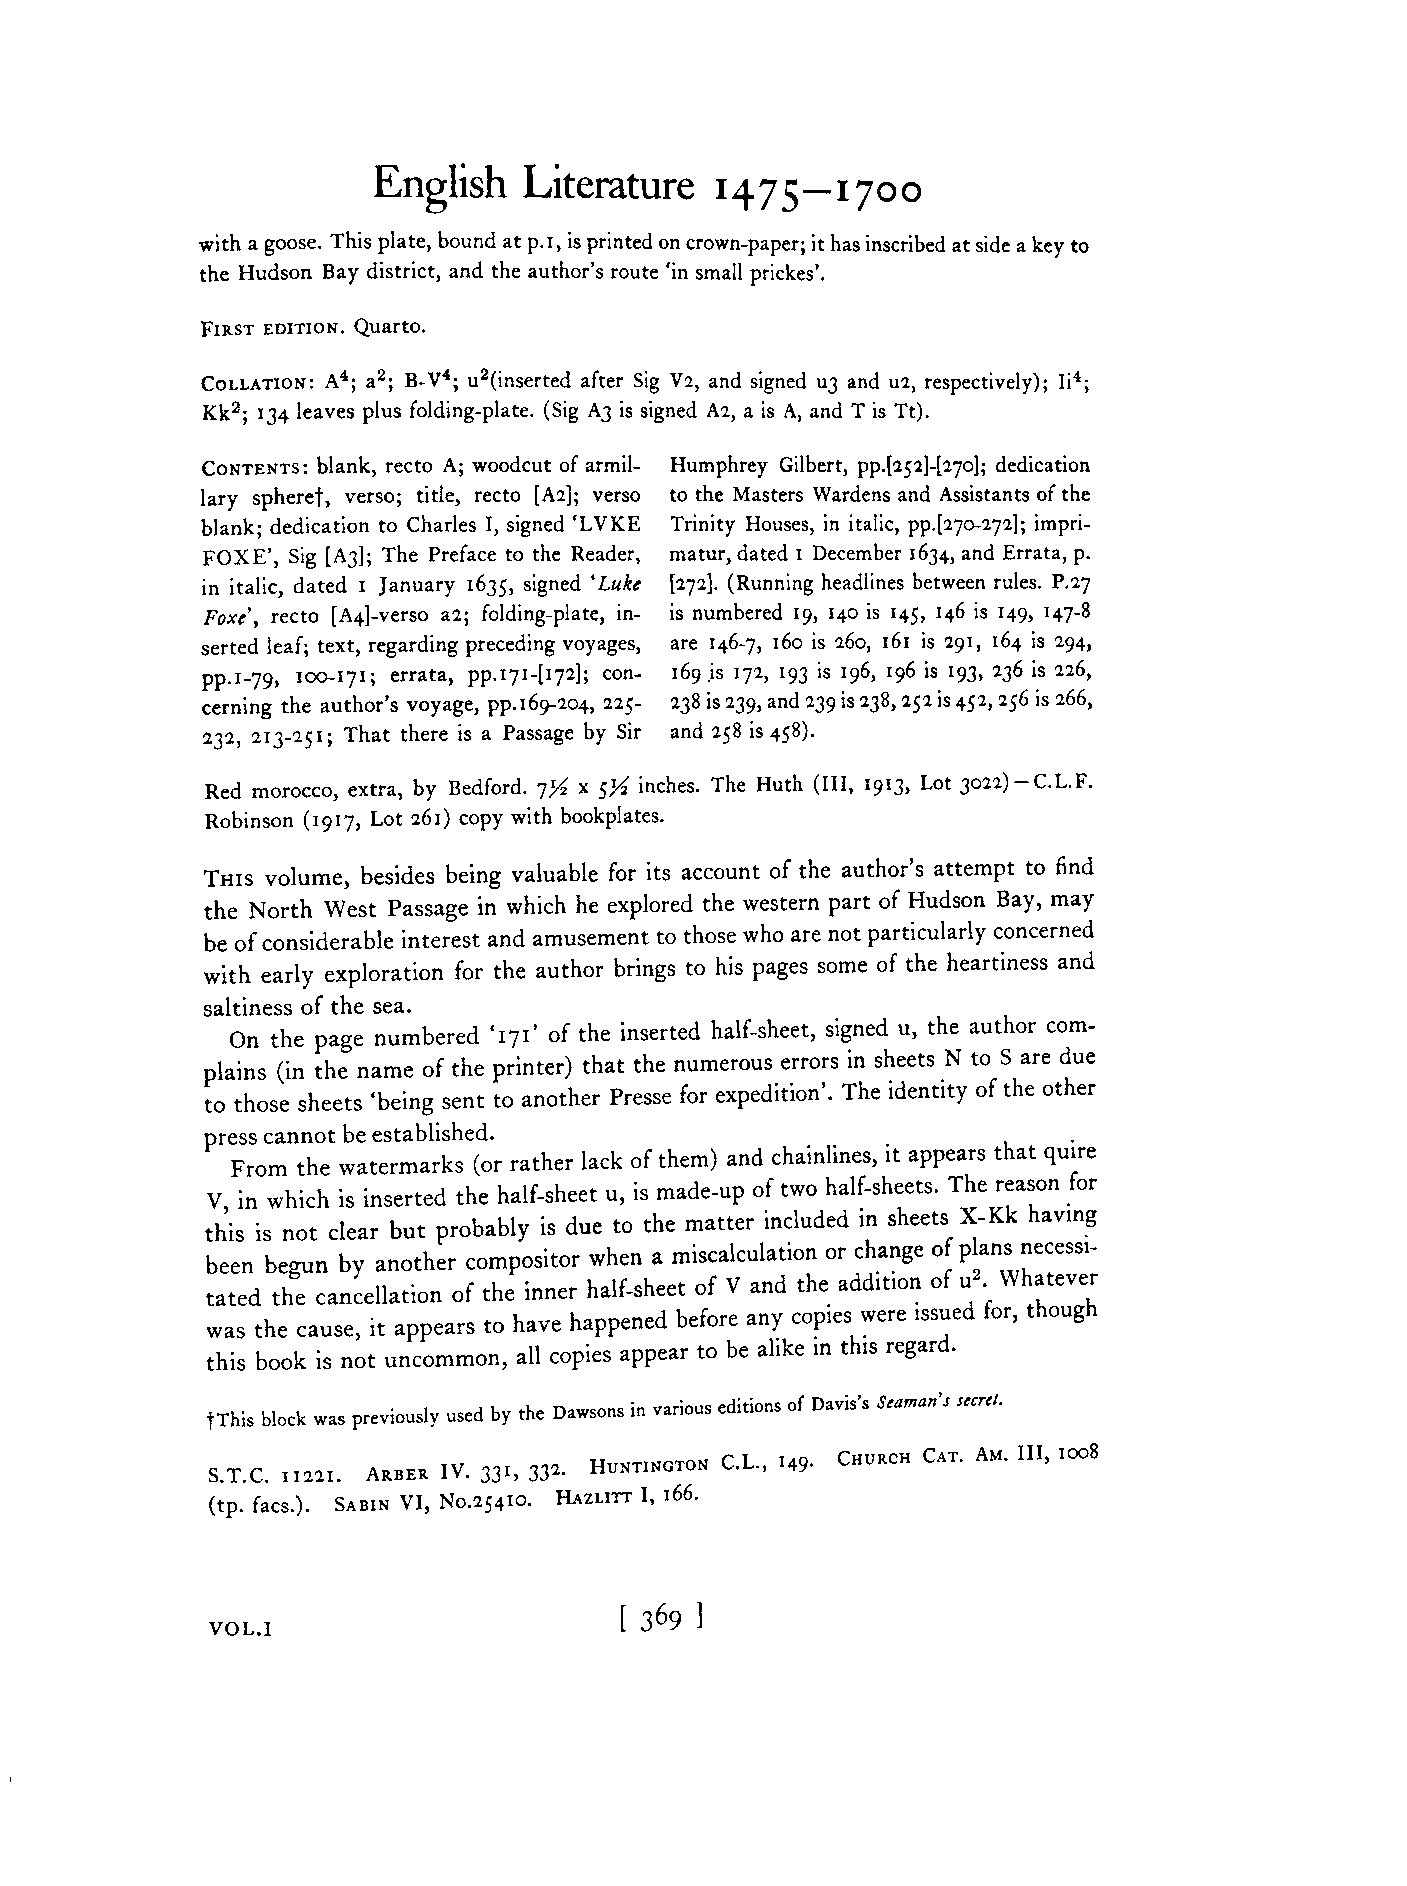 English Literature 1475–1700
with a goose. This plate, bound at p.1, is printed on crown-paper; it has inscribed at side a key to
the Hudson Bay district, and the author's route 'in small prickes'.
FIRST EDITION. Quarto.
COLLATION: A⁴; a²; B-V⁴; u²(inserted after Sig V2, and signed u3 and u2, respectively); Ii⁴;
Kk²; 134 leaves plus folding-plate. (Sig A3 is signed A2, a is A, and T is Tt).
CONTENTS: blank, recto A; woodcut of armil-
lary sphere†, verso; title, recto [A2]; verso
blank; dedication to Charles I, signed 'LVKE
FOXE', Sig [A3]; The Preface to the Reader,
in italic, dated 1 January 1635, signed 'Luke
Foxe', recto [A4]-verso a2; folding-plate, in-
serted leaf; text, regarding preceding voyages,
pp.1-79, 100-171; errata, pp.171-[172]; con-
cerning the author's voyage, pp.169-204, 225-
232, 213-251; That there is a Passage by Sir
Humphrey Gilbert, pp.[252]-[270]; dedication
to the Masters Wardens and Assistants of the
Trinity Houses, in italic, pp.[270-272]; impri-
matur, dated 1 December 1634, and Errata, p.
[272]. (Running headlines between rules. P.27
is numbered 19, 140 is 145, 146 is 149, 147-8
are 146-7, 160 is 260, 161 is 291, 164 is 294,
169 is 172, 193 is 196, 196 is 193, 236 is 226,
238 is 239, and 239 is 238, 252 is 452, 256 is 266,
and 258 is 458).
Red morocco, extra, by Bedford. 7½ x 5½ inches. The Huth (III, 1913, Lot 3022)—C.L.F.
Robinson (1917, Lot 261) copy with bookplates.
THIS volume, besides being valuable for its account of the author's attempt to find
the North West Passage in which he explored the western part of Hudson Bay, may
be of considerable interest and amusement to those who are not particularly concerned
with early exploration for the author brings to his pages some of the heartiness and
saltiness of the sea.
On the page numbered '171' of the inserted half-sheet, signed u, the author com-
plains (in the name of the printer) that the numerous errors in sheets N to S are due
to those sheets 'being sent to another Presse for expedition'. The identity of the other
press cannot be established.
From the watermarks (or rather lack of them) and chainlines, it appears that quire
V, in which is inserted the half-sheet u, is made-up of two half-sheets. The reason for
this is not clear but probably is due to the matter included in sheets X-Kk having
been begun by another compositor when a miscalculation or change of plans necessi-
tated the cancellation of the inner half-sheet of V and the addition of u². Whatever
was the cause, it appears to have happened before any copies were issued for, though
this book is not uncommon, all copies appear to be alike in this regard.
†This block was previously used by the Dawsons in various editions of Davis's Seaman's secret.
S.T.C. 11221. ARBER IV. 331, 332. HUNTINGTON C.L., 149. CHURCH CAT. AM. III, 1008
(tp. facs.). SABIN VI, No.25410. HAZLITT I, 166.
VOL.I
[ 369 ]